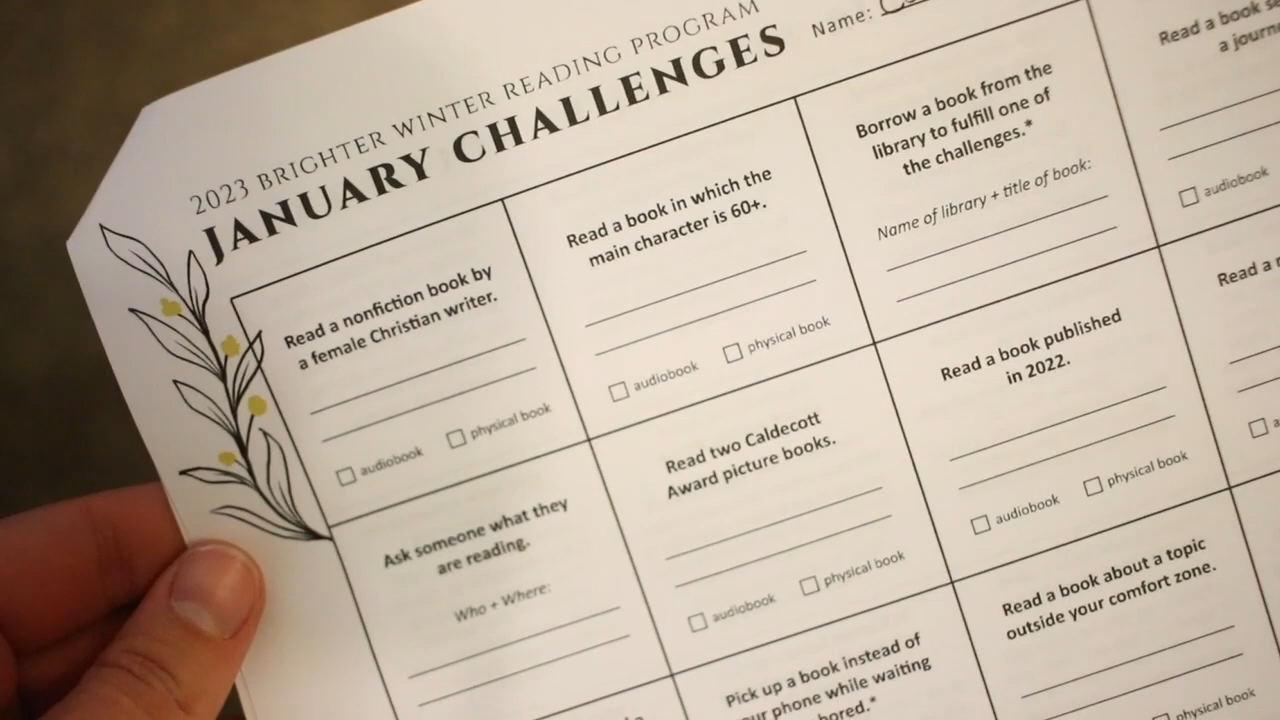 2023 BRIGHTER WINTER READING PROGRAM
JANUARY CHALLENGES
Name:
Read a nonfiction book by
a female Christian writer.
audiobook physical book
Read a book in which the
main character is 60+.
audiobook physical book
Borrow a book from the
library to fulfill one of
the challenges.*
Name of library + title of book:
Read a book
a
audiobook
Ask someone what they
are reading.
Who + Where:
Read two Caldecott
Award picture books.
audiobook physical book
Read a book published
in 2022.
audiobook physical book
Read a
Pick up a book instead of
phone while waiting
Read a book about a topic
outside your comfort zone.
physical book